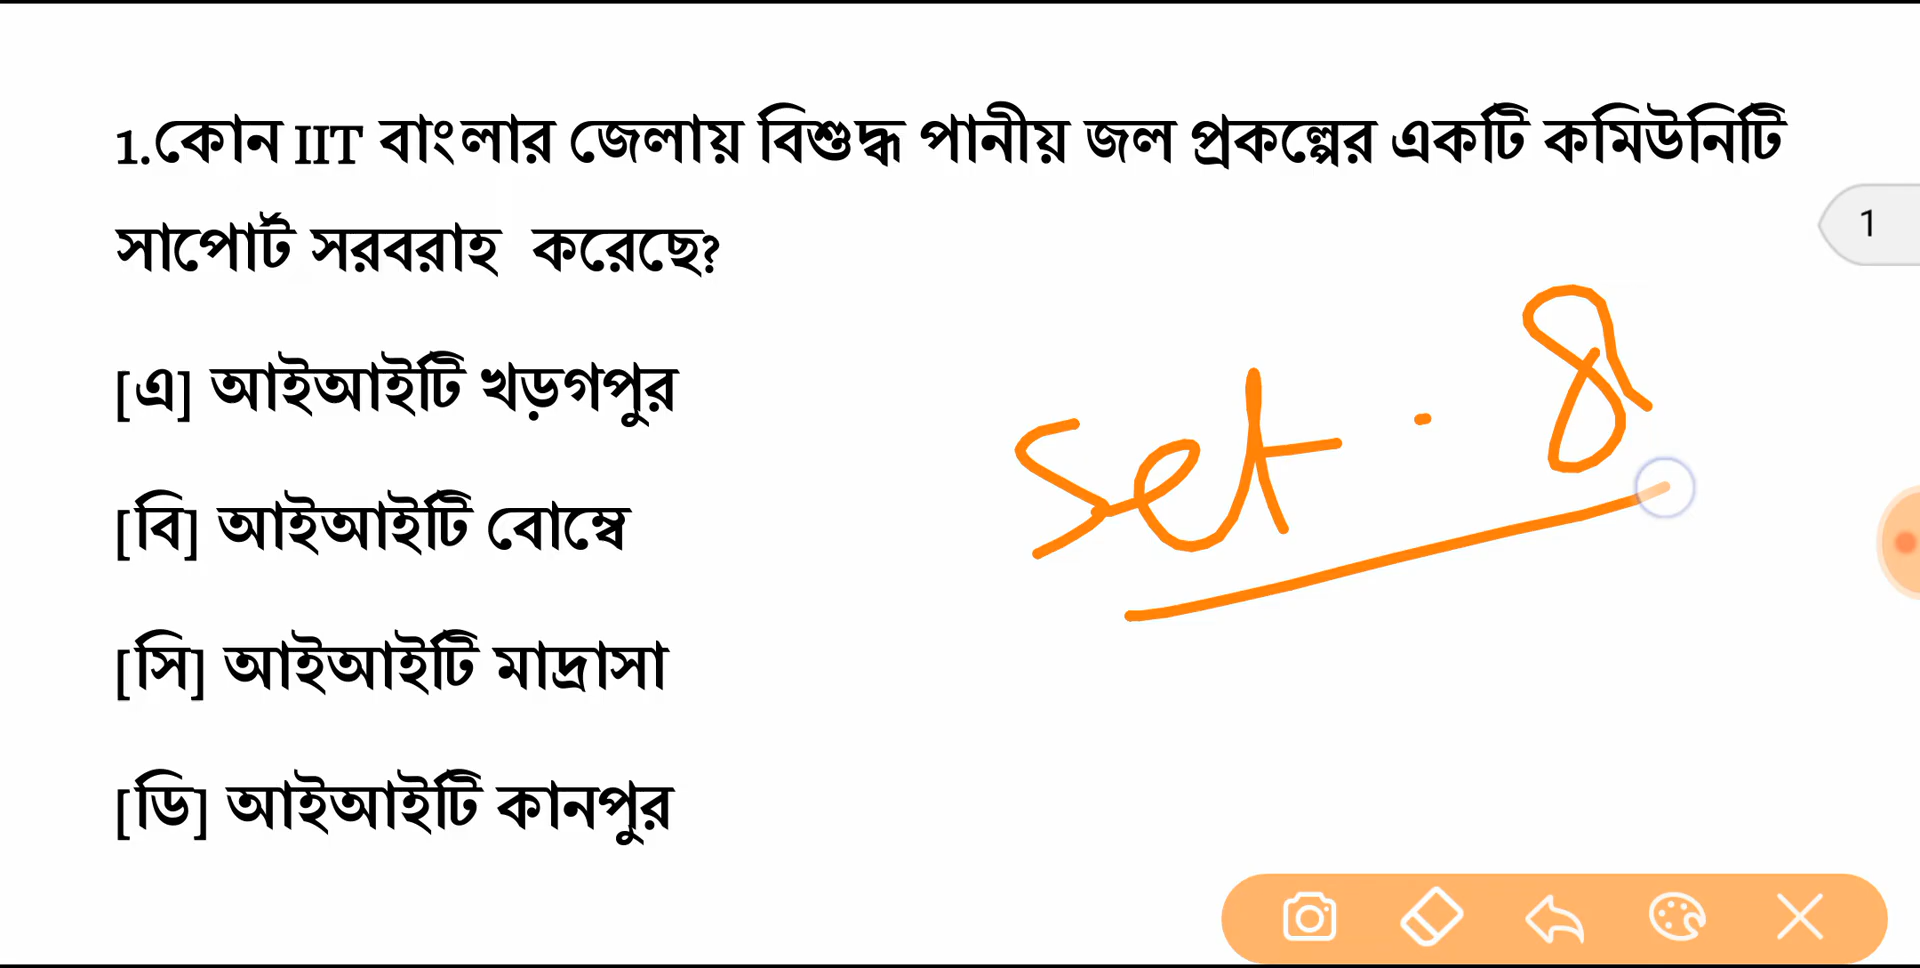 1.কোন IIT বাংলার জেলায় বিশুদ্ধ পানীয় জল প্রকল্পের একটি কমিউনিটি
সাপোর্ট সরবরাহ করেছে?
1
[এ] আইআইটি খড়গপুর
Set. 8
[বি] আইআইটি বোম্বে
[সি] আইআইটি মাদ্রাসা
[ডি] আইআইটি কানপুর